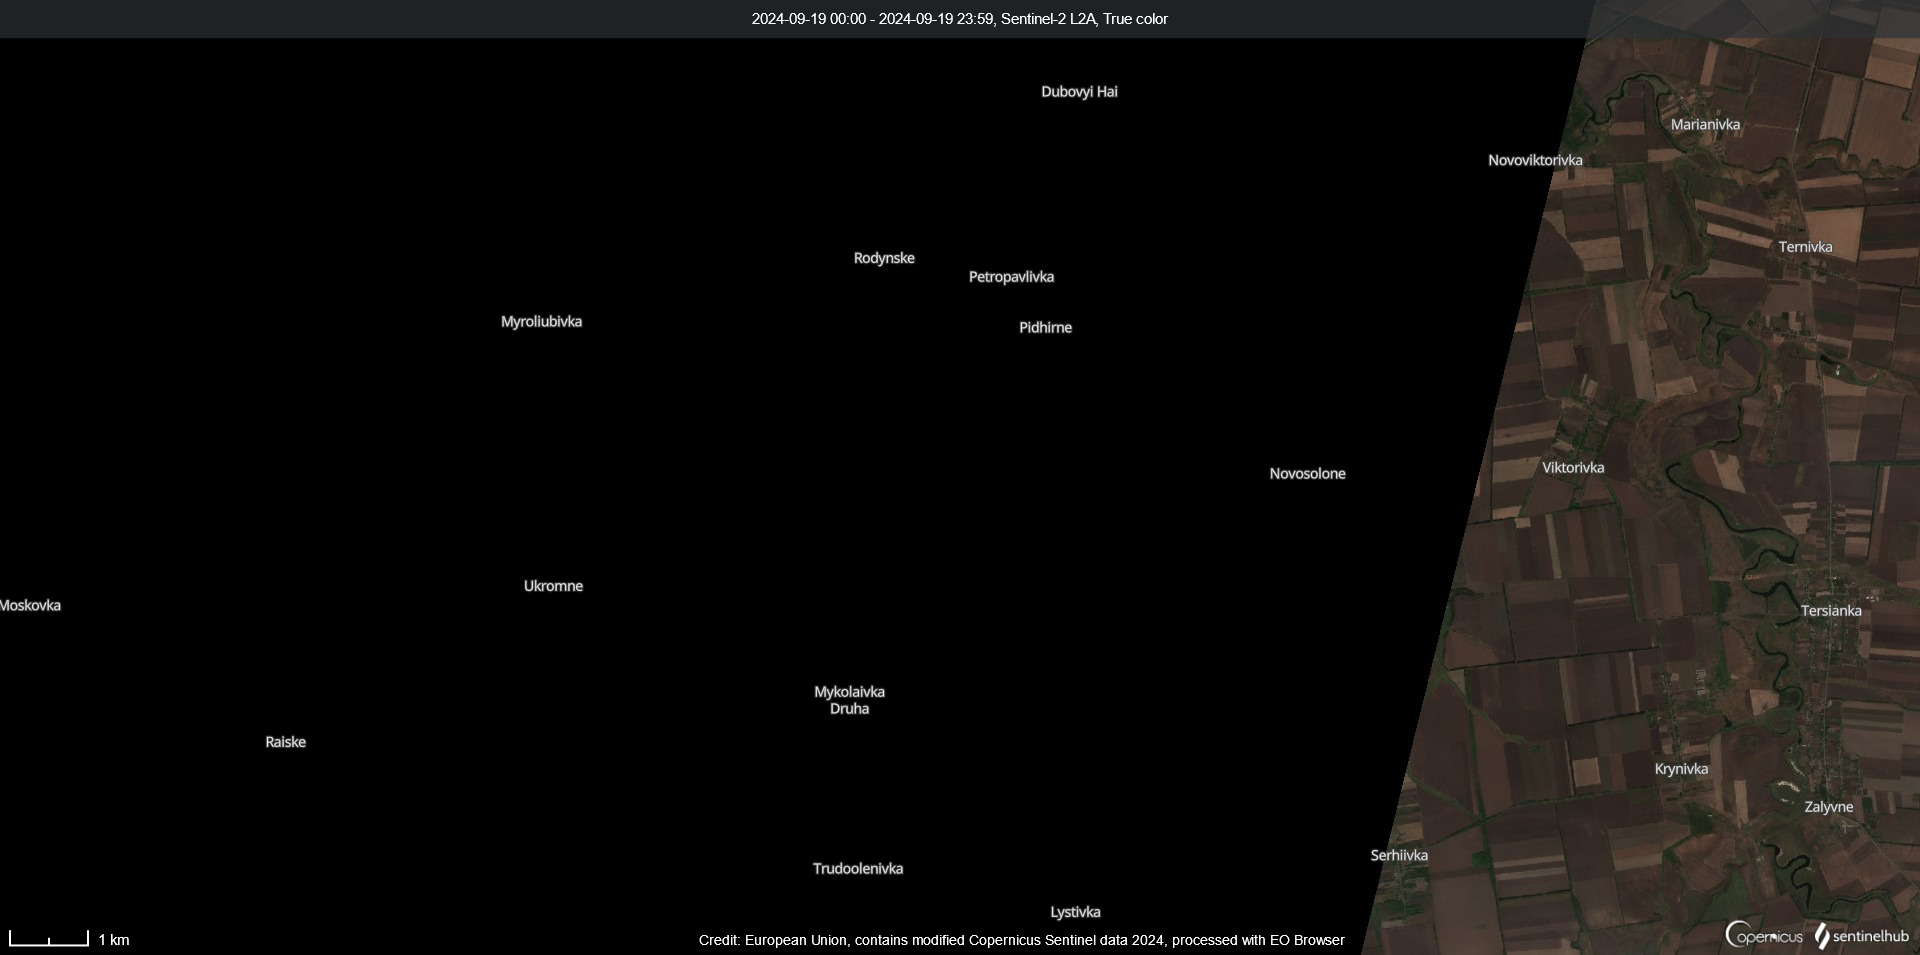 2024-09-19 00:00 - 2024-09-19 23:59, Sentinel-2 L2A, True color
Dubovyi Hai
Marianivka
Novoviktorivka
Ternivka
Rodynske
Petropavlivka
Myroliubivka
Pidhirne
Viktorivka
Novosolone
Ukromne
Moskovka
Tersianka
Mykolaivka
Druha
Raiske
Krynivka
Zalyvne
Serhiivka
Trudoolenivka
Lystivka
1 km
Credit: European Union, contains modified Copernicus Sentinel data 2024, processed with EO Browser
Copernicus
sentinelhub